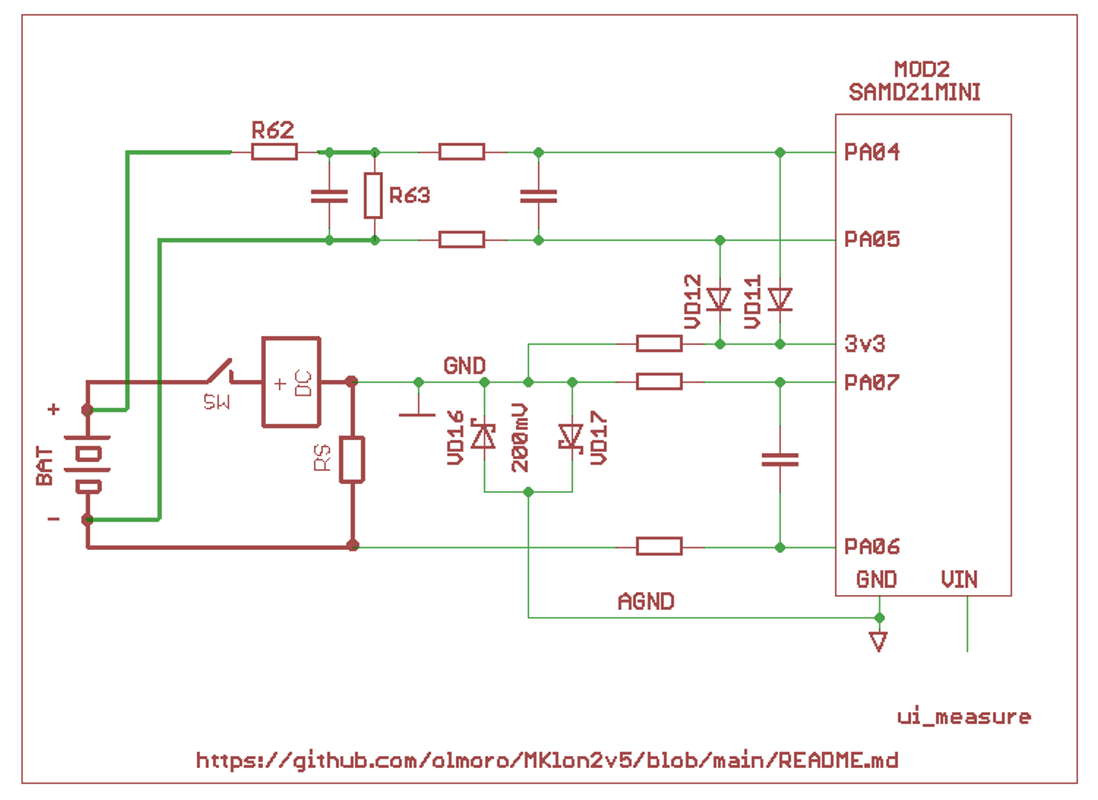 MOD2
SAMD21MINI
R62
PA04
R63
PA05
VD12
VD11
3v3
GND
PA07
+
DC
SW
+
BAT
-
RS
VD16
200mV
VD17
PA06
GND
VIN
AGND
ui_measure
https://github.com/olmoro/MKlon2v5/blob/main/README.md